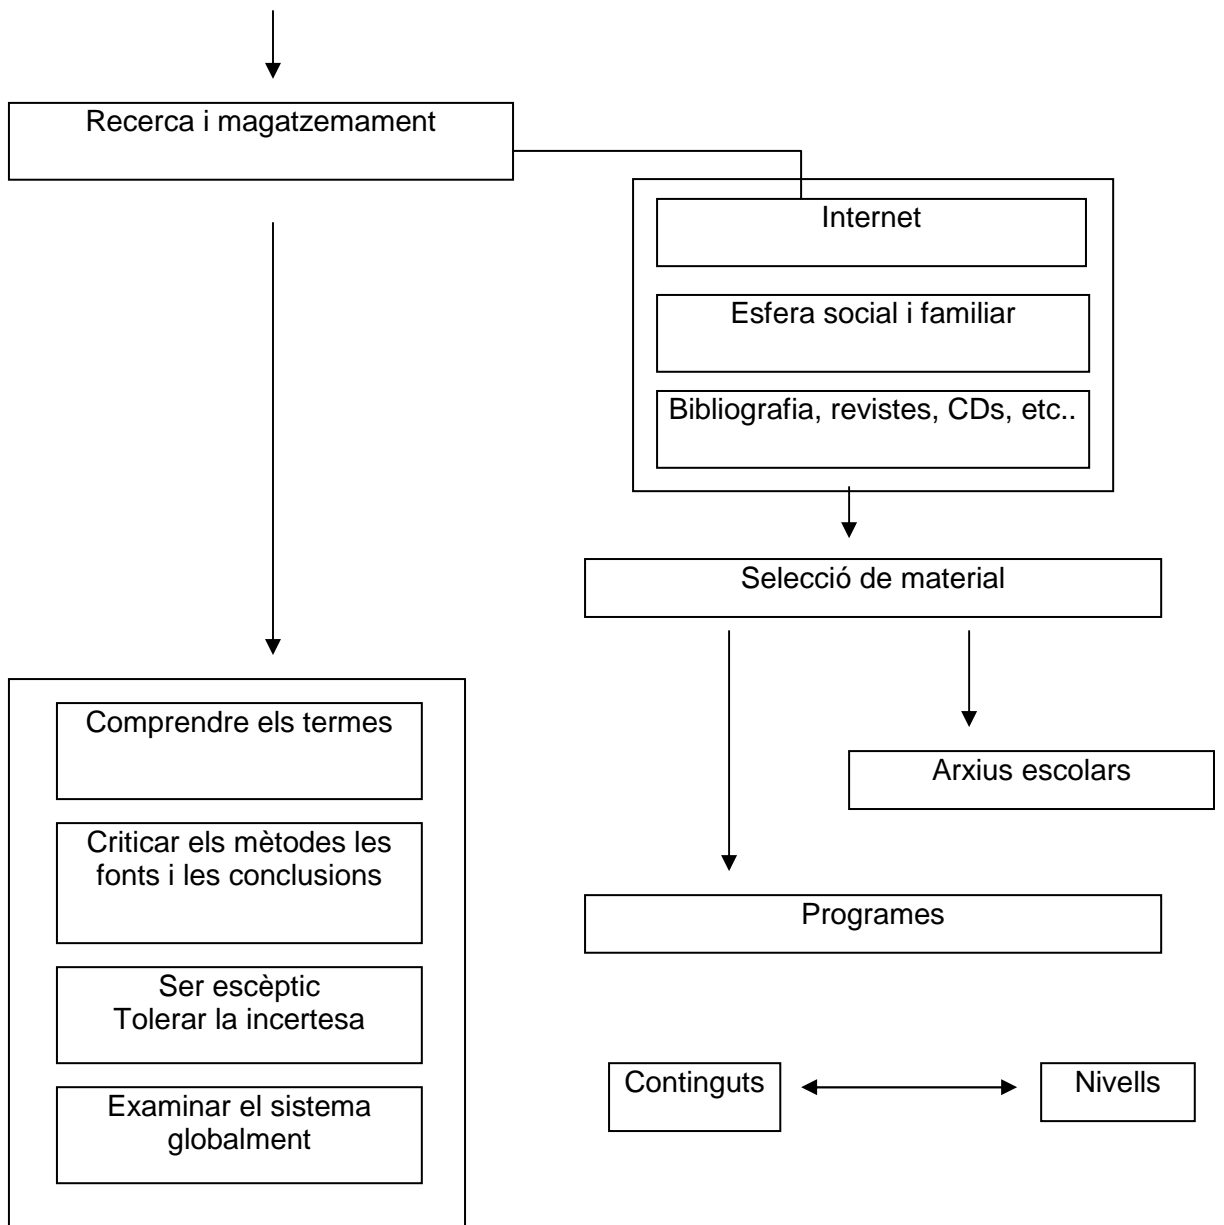 Recerca i magatzemament
Internet
Esfera social i familiar
Bibliografia, revistes, CDs, etc..
Selecció de material
Comprendre els termes
Arxius escolars
Criticar els mètodes les
fonts i les conclusions
Programes
Ser escèptic
Tolerar la incertesa
Continguts
Nivells
Examinar el sistema
globalment